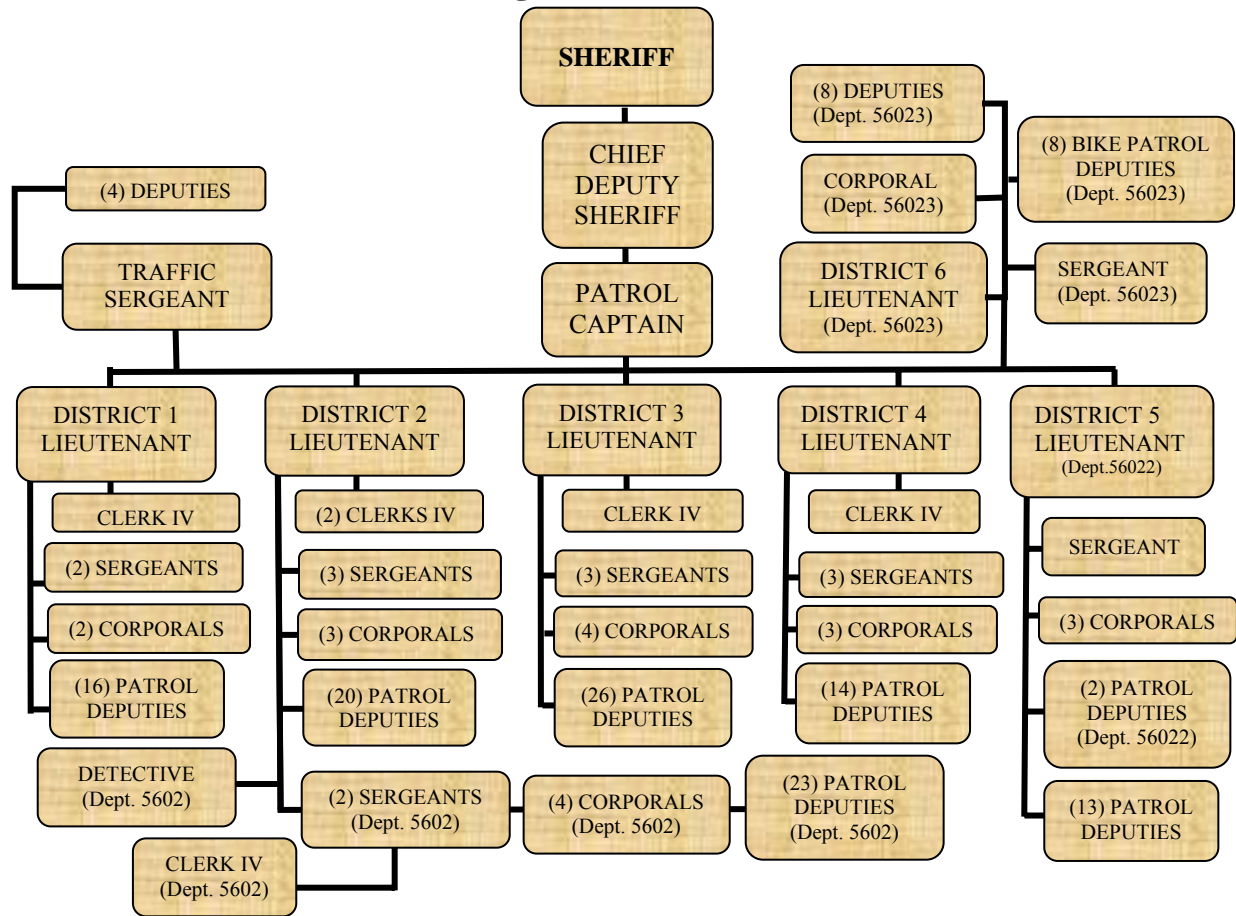 SHERIFF
CHIEF
DEPUTY
SHERIFF
PATROL
CAPTAIN
(4) DEPUTIES
TRAFFIC
SERGEANT
(8) DEPUTIES
(Dept. 56023)
(8) BIKE PATROL
DEPUTIES
(Dept. 56023)
CORPORAL
(Dept. 56023)
DISTRICT 6
LIEUTENANT
(Dept. 56023)
SERGEANT
(Dept. 56023)
DISTRICT 1
LIEUTENANT
CLERK IV
(2) SERGEANTS
(2) CORPORALS
(16) PATROL
DEPUTIES
DISTRICT 2
LIEUTENANT
(2) CLERKS IV
(3) SERGEANTS
(3) CORPORALS
(20) PATROL
DEPUTIES
DETECTIVE
(Dept. 5602)
(2) SERGEANTS
(Dept. 5602)
(4) CORPORALS
(Dept. 5602)
(23) PATROL
DEPUTIES
(Dept. 5602)
CLERK IV
(Dept. 5602)
DISTRICT 3
LIEUTENANT
CLERK IV
(3) SERGEANTS
(4) CORPORALS
(26) PATROL
DEPUTIES
DISTRICT 4
LIEUTENANT
CLERK IV
(3) SERGEANTS
(3) CORPORALS
(14) PATROL
DEPUTIES
DISTRICT 5
LIEUTENANT
(Dept.56022)
SERGEANT
(3) CORPORALS
(2) PATROL
DEPUTIES
(Dept. 56022)
(13) PATROL
DEPUTIES